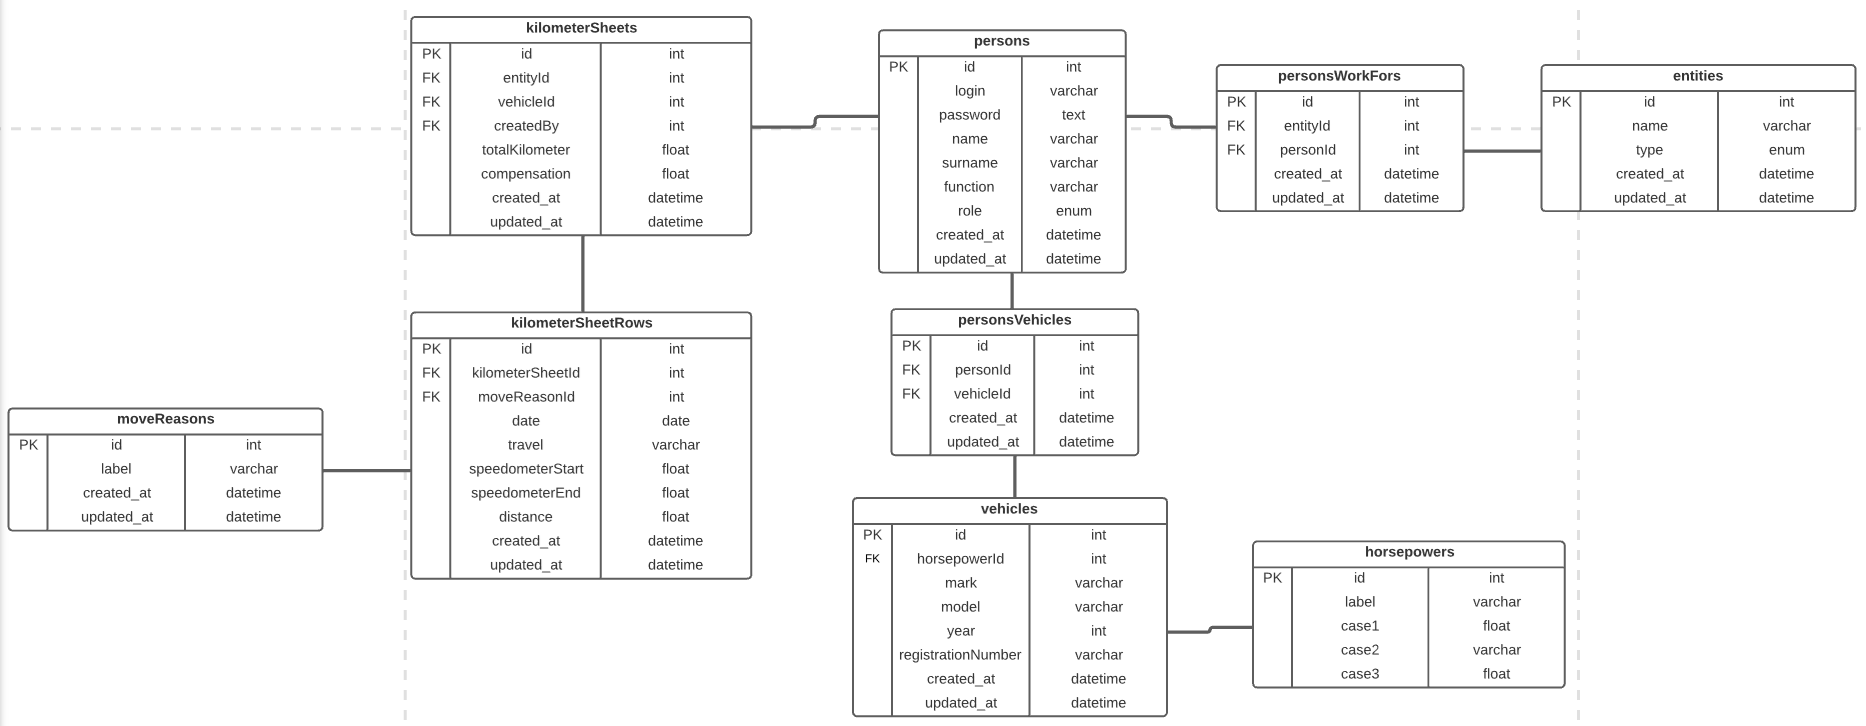 kilometerSheets
PK id int
FK entityId int
FK vehicleId int
FK createdBy int
totalKilometer float
compensation float
created_at datetime
updated_at datetime
persons
PK id int
login varchar
password text
name varchar
surname varchar
function varchar
role enum
created_at datetime
updated_at datetime
personsWorkFors
PK id int
FK entityId int
FK personId int
created_at datetime
updated_at datetime
entities
PK id int
name varchar
type enum
created_at datetime
updated_at datetime
kilometerSheetRows
PK id int
FK kilometerSheetId int
FK moveReasonId int
date date
travel varchar
speedometerStart float
speedometerEnd float
distance float
created_at datetime
updated_at datetime
personsVehicles
PK id int
FK personId int
FK vehicleId int
created_at datetime
updated_at datetime
moveReasons
PK id int
label varchar
created_at datetime
updated_at datetime
vehicles
PK id int
FK horsepowerId int
mark varchar
model varchar
year int
registrationNumber varchar
created_at datetime
updated_at datetime
horsepowers
PK id int
label varchar
case1 float
case2 varchar
case3 float